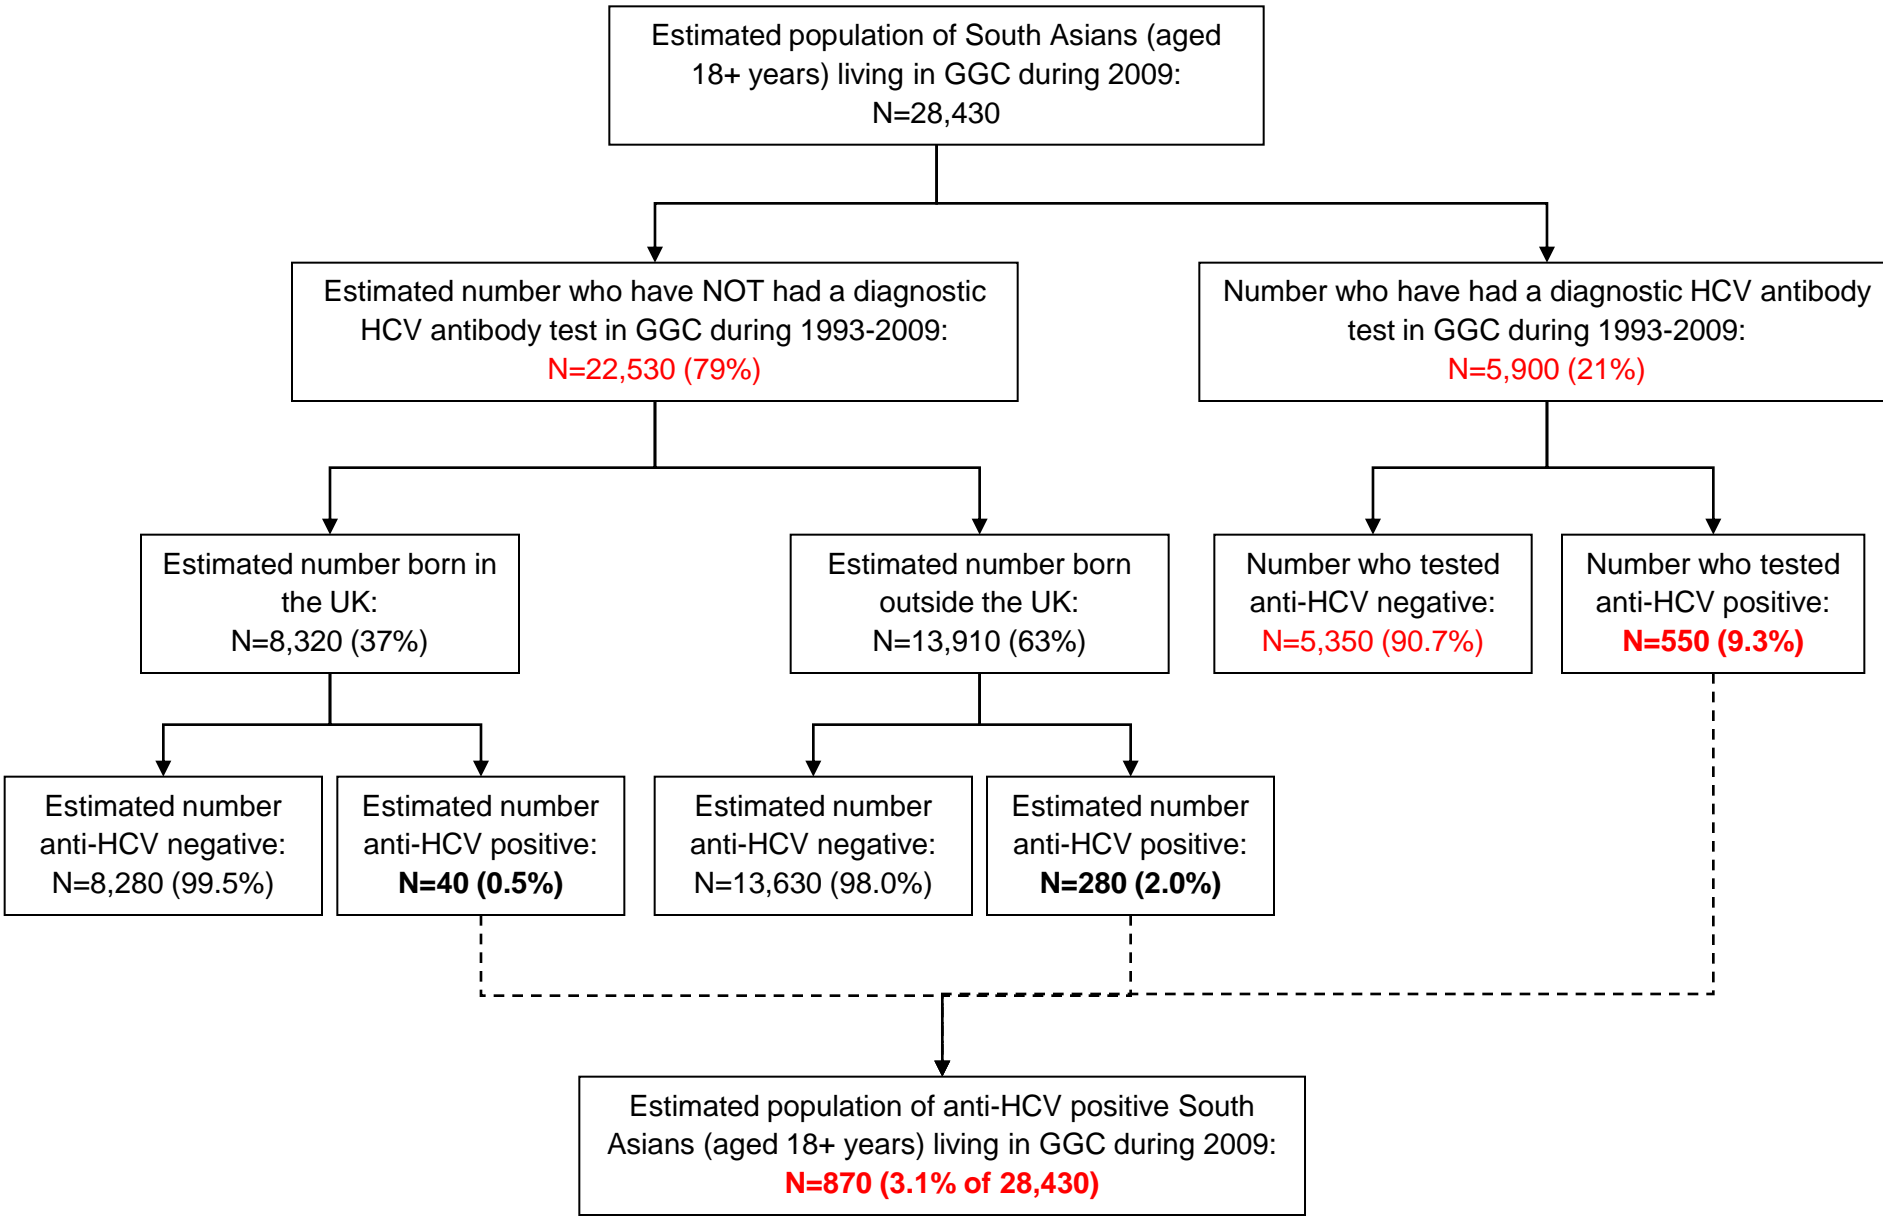 Estimated population of South Asians (aged
18+ years) living in GGC during 2009:
N=28,430
Estimated number who have NOT had a diagnostic
HCV antibody test in GGC during 1993-2009:
N=22,530 (79%)
Number who have had a diagnostic HCV antibody
test in GGC during 1993-2009:
N=5,900 (21%)
Estimated number born in
the UK:
N=8,320 (37%)
Estimated number born
outside the UK:
N=13,910 (63%)
Number who tested
anti-HCV negative:
N=5,350 (90.7%)
Number who tested
anti-HCV positive:
N=550 (9.3%)
Estimated number
anti-HCV negative:
N=8,280 (99.5%)
Estimated number
anti-HCV positive:
N=40 (0.5%)
Estimated number
anti-HCV negative:
N=13,630 (98.0%)
Estimated number
anti-HCV positive:
N=280 (2.0%)
Estimated population of anti-HCV positive South
Asians (aged 18+ years) living in GGC during 2009:
N=870 (3.1% of 28,430)